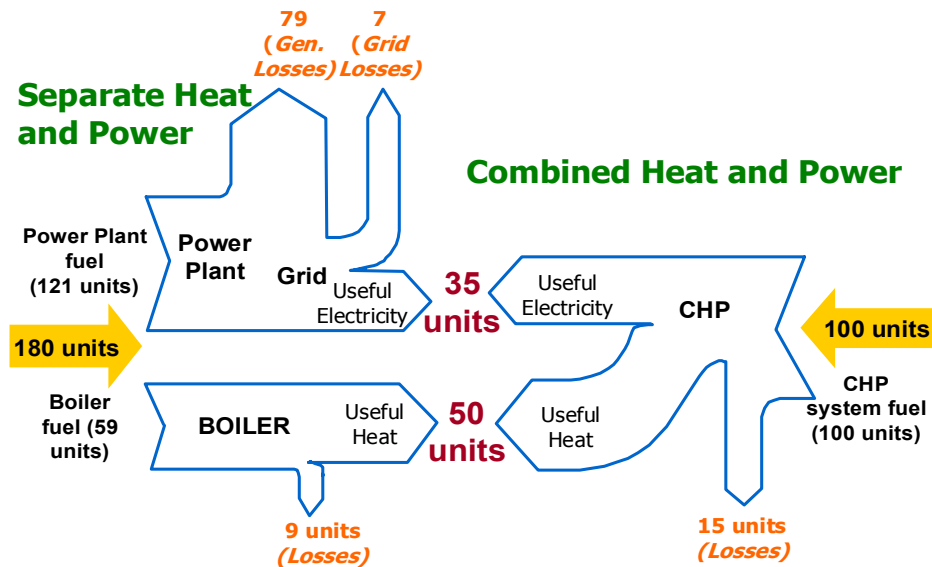 79
(Gen.
Losses)
7
(Grid
Losses)
Separate Heat
and Power
Combined Heat and Power
Power Plant
fuel
(121 units)
Power
Plant
Grid
Useful
Electricity
35
units
Useful
Electricity
CHP
180 units
100 units
Boiler
fuel (59
units)
BOILER
Useful
Heat
50
units
Useful
Heat
CHP
system fuel
(100 units)
9 units
(Losses)
15 units
(Losses)